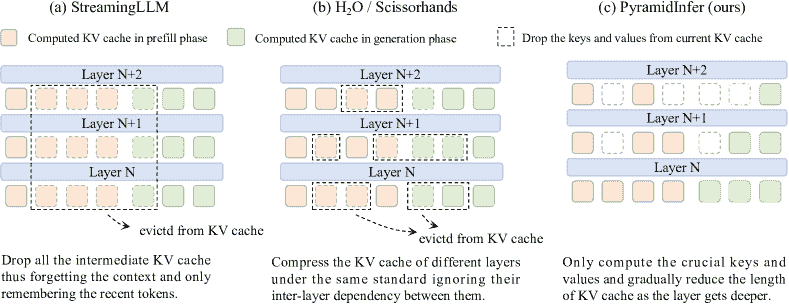 (a) StreamingLLM
(b) H₂O / Scissorhands
(c) PyramidInfer (ours)
Computed KV cache in prefill phase
Computed KV cache in generation phase
Drop the keys and values from current KV cache
Layer N+2
Layer N+1
Layer N
evictd from KV cache
Drop all the intermediate KV cache
thus forgetting the context and only
remembering the recent tokens.
Layer N+2
Layer N+1
Layer N
evictd from KV cache
Compress the KV cache of different layers
under the same standard ignoring their
inter-layer dependency between them.
Layer N+2
Layer N+1
Layer N
Only compute the crucial keys and
values and gradually reduce the length
of KV cache as the layer gets deeper.